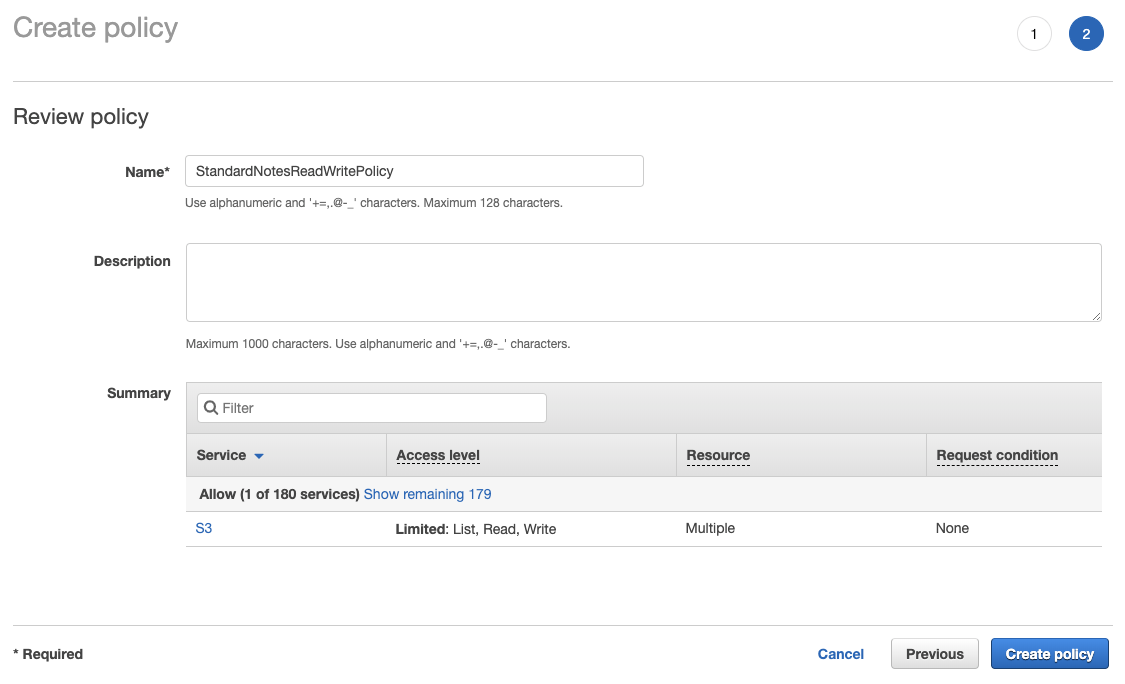 Create policy
1
2
Review policy
Name*
StandardNotesReadWritePolicy
Use alphanumeric and '+=,.@-_' characters. Maximum 128 characters.
Description
Maximum 1000 characters. Use alphanumeric and '+=,.@-_' characters.
Summary
Filter
Service Access level Resource Request condition
Allow (1 of 180 services) Show remaining 179
S3 Limited: List, Read, Write Multiple None
* Required
Cancel Previous Create policy